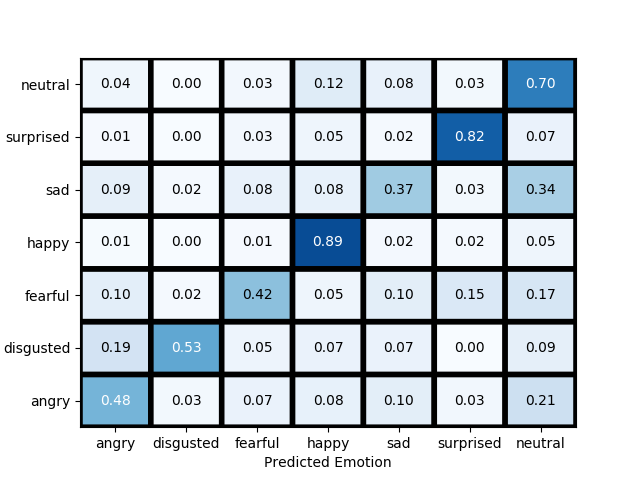 neutral 0.04 0.00 0.03 0.12 0.08 0.03 0.70
surprised 0.01 0.00 0.03 0.05 0.02 0.82 0.07
sad 0.09 0.02 0.08 0.08 0.37 0.03 0.34
happy 0.01 0.00 0.01 0.89 0.02 0.02 0.05
fearful 0.10 0.02 0.42 0.05 0.10 0.15 0.17
disgusted 0.19 0.53 0.05 0.07 0.07 0.00 0.09
angry 0.48 0.03 0.07 0.08 0.10 0.03 0.21
angry disgusted fearful happy sad surprised neutral
Predicted Emotion